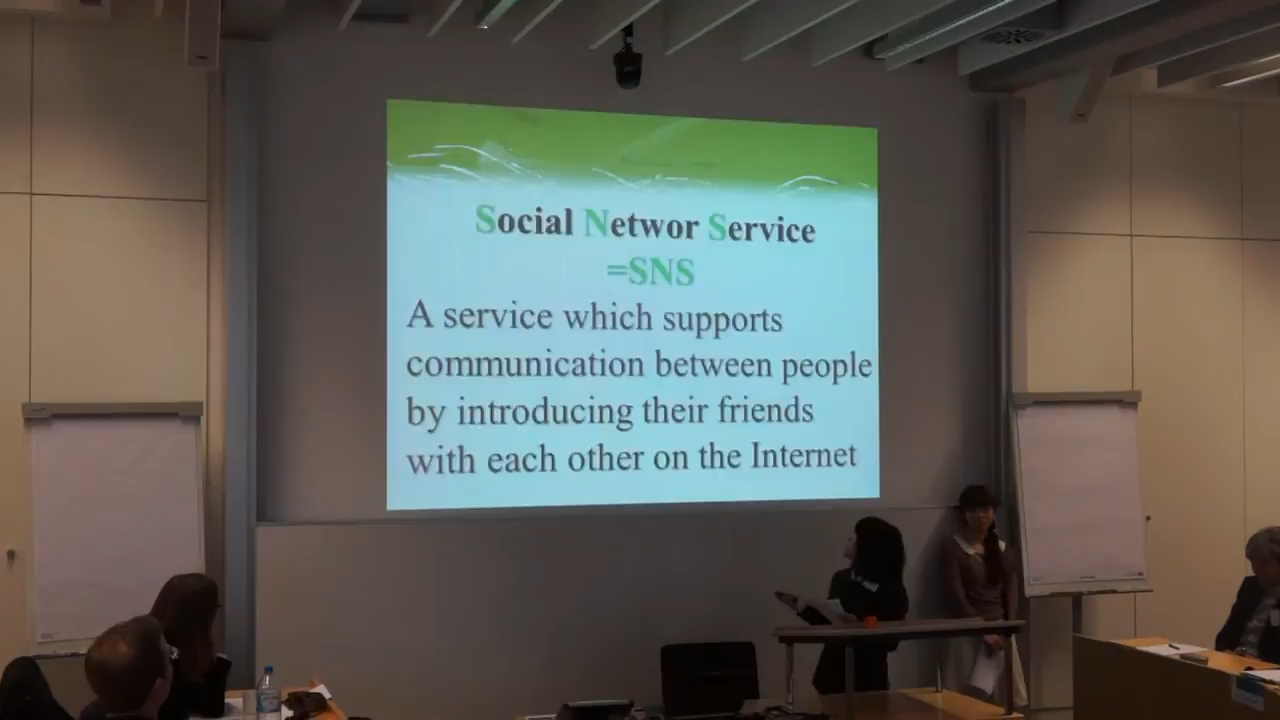 Social Networ Service
=SNS
A service which supports
communication between people
by introducing their friends
with each other on the Internet